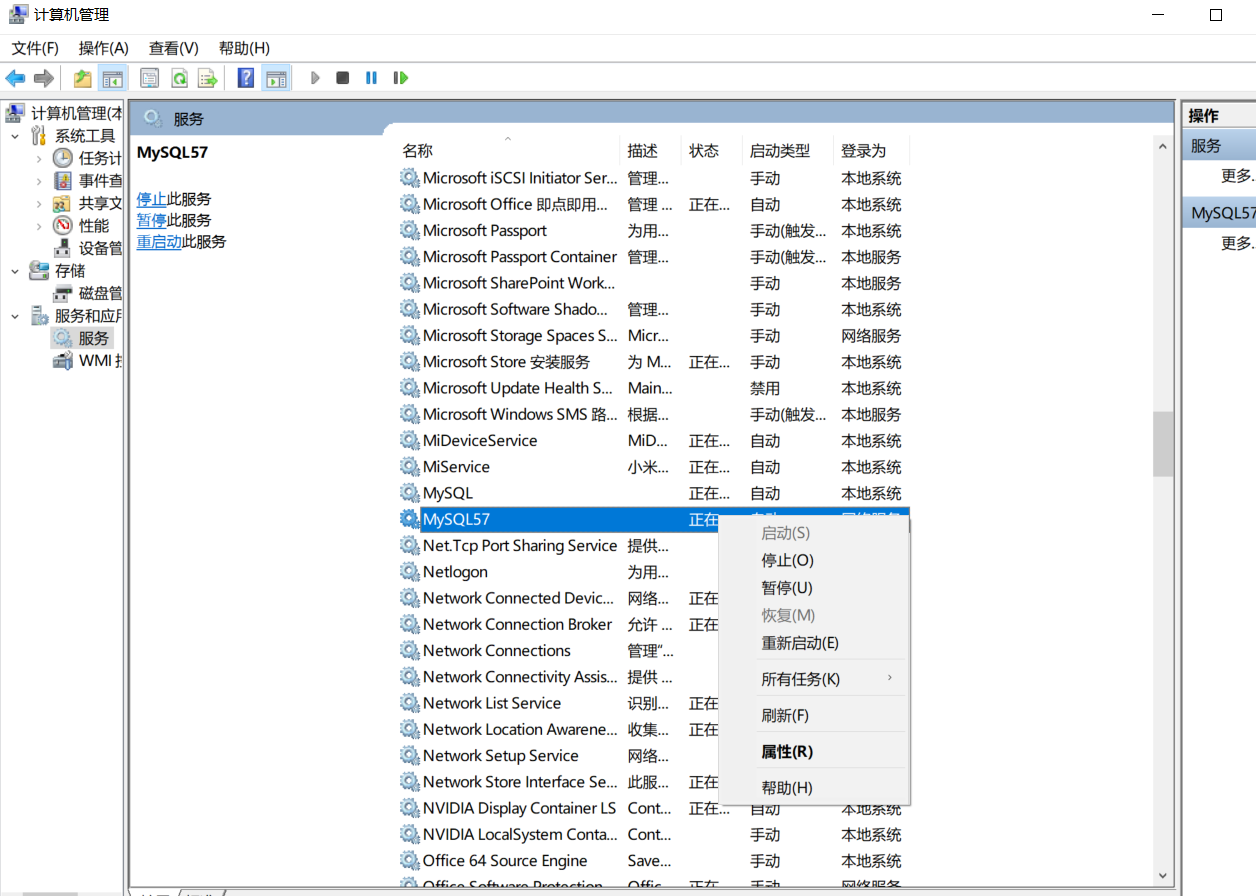 计算机管理
文件(F) 操作(A) 查看(V) 帮助(H)
计算机管理(本
系统工具
任务计
事件查
共享文
性能
设备管
存储
磁盘管
服务和应用
服务
WMI 控
服务
MySQL57
停止此服务
暂停此服务
重启动此服务
名称 描述 状态 启动类型 登录为
Microsoft iSCSI Initiator Ser... 管理... 手动 本地系统
Microsoft Office 即点即用... 管理 ... 正在... 自动 本地系统
Microsoft Passport 为用... 手动(触发... 本地系统
Microsoft Passport Container 管理... 手动(触发... 本地服务
Microsoft SharePoint Work... 手动 本地服务
Microsoft Software Shado... 管理... 手动 本地系统
Microsoft Storage Spaces S... Micr... 手动 网络服务
Microsoft Store 安装服务 为 M... 正在... 手动 本地系统
Microsoft Update Health S... Main... 禁用 本地系统
Microsoft Windows SMS 路... 根据... 手动(触发... 本地服务
MiDeviceService MiD... 正在... 自动 本地系统
MiService 小米... 正在... 自动 本地系统
MySQL 正在... 自动 本地系统
MySQL57 正在
Net.Tcp Port Sharing Service 提供...
Netlogon 为用...
Network Connected Devic... 网络... 正在
Network Connection Broker 允许 ... 正在
Network Connections 管理“...
Network Connectivity Assis... 提供 ...
Network List Service 识别... 正在
Network Location Awarene... 收集... 正在
Network Setup Service 网络...
Network Store Interface Se... 此服... 正在
NVIDIA Display Container LS Cont... 正在... 自动 本地系统
NVIDIA LocalSystem Conta... Cont... 手动 本地系统
Office 64 Source Engine Save... 手动 本地系统
Office Software Protection Offic 正在 手动 网络服务
启动(S)
停止(O)
暂停(U)
恢复(M)
重新启动(E)
所有任务(K)
刷新(F)
属性(R)
帮助(H)
操作
服务
更多.
MySQL57
更多.